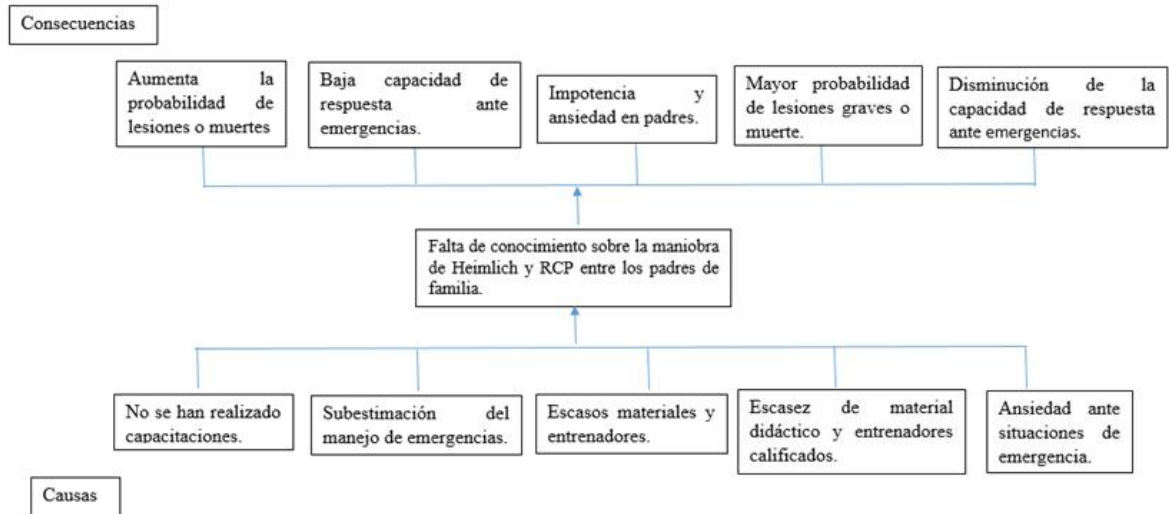 Consecuencias
Aumenta la
probabilidad de
lesiones o muertes
Baja capacidad de
respuesta ante
emergencias.
Impotencia y
ansiedad en padres.
Mayor probabilidad
de lesiones graves o
muerte.
Disminución de la
capacidad de respuesta
ante emergencias.
Falta de conocimiento sobre la maniobra
de Heimlich y RCP entre los padres de
familia.
No se han realizado
capacitaciones.
Subestimación del
manejo de emergencias.
Escasos materiales y
entrenadores.
Escasez de material
didáctico y entrenadores
calificados.
Ansiedad ante
situaciones de
emergencia.
Causas